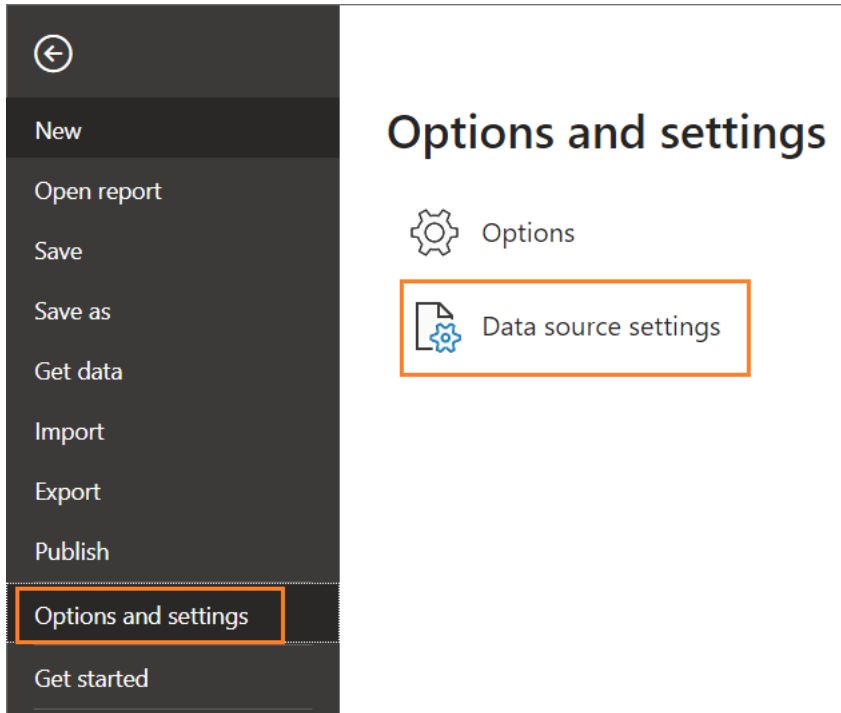 New
Open report
Save
Save as
Get data
Import
Export
Publish
Options and settings
Get started
Options and settings
Options
Data source settings